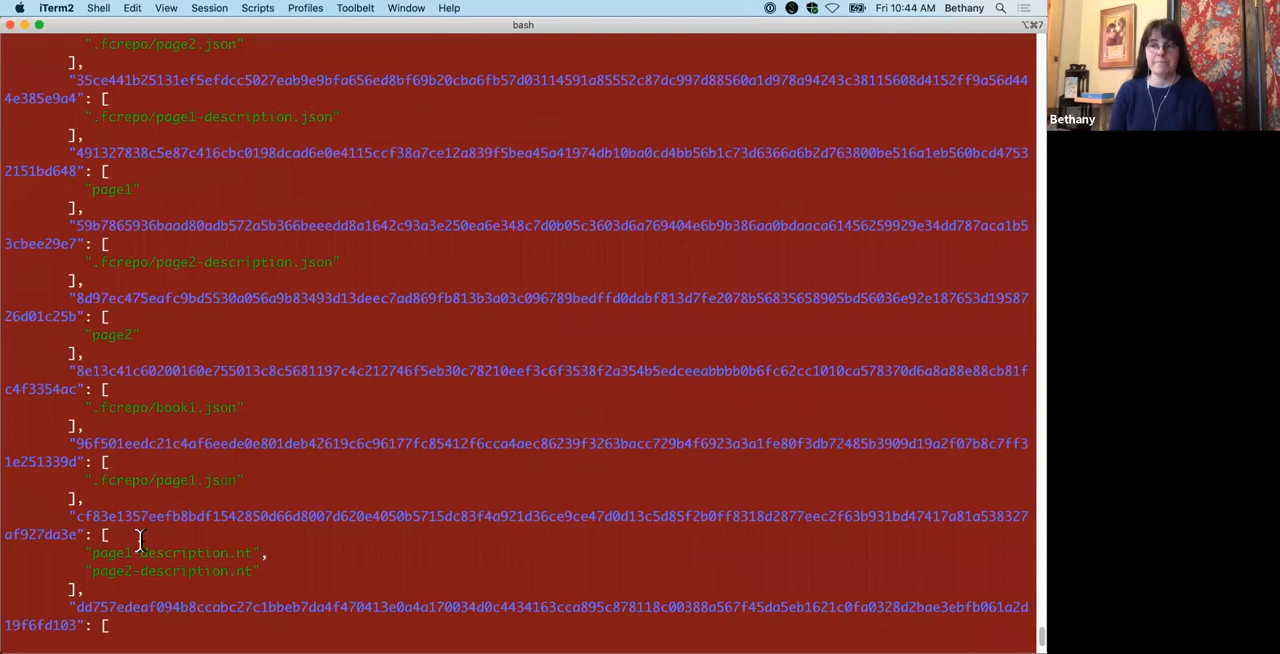 iTerm2 Shell Edit View Session Scripts Profiles Toolbelt Window Help Fri 10:44 AM Bethany
bash ⌥⌘7
".fcrepo/page2.json"
],
"35ce441b25131ef5efdcc5027eab9e9bfa656ed8bf69b20cba6fb57d03114591a85552c87dc997d88560a1d978a94243c38115608d4152ff9a56d44
4e385e9a4": [
".fcrepo/page1-description.json"
],
"491327838c5e87c416cbc0198dcad6e0e4115ccf38a7ce12a839f5bea45a41974db10ba0cd4bb56b1c73d6366a6b2d763800be516a1eb560bcd4753
2151bd648": [
"page1"
],
"59b7865936baad80adb572a5b366beeedd8a1642c93a3e250ea6e348c7d0b05c3603d6a769404e6b9b386aa0bdaaca61456259929e34dd787aca1b5
3cbee29e7": [
".fcrepo/page2-description.json"
],
"8d97ec475eafc9bd5530a056a9b83493d13deec7ad869fb813b3a03c096789bedffd0dabf813d7fe2078b56835658905bd56036e92e187653d19587
26d01c25b": [
"page2"
],
"8e13c41c60200160e755013c8c5681197c4c212746f5eb30c78210eef3c6f3538f2a354b5edceeabbbb0b6fc62cc1010ca578370d6a8a88e88cb81f
c4f3354ac": [
".fcrepo/book1.json"
],
"96f501eedc21c4af6eede0e801deb42619c6c96177fc85412f6cca4aec86239f3263bacc729b4f6923a3a1fe80f3db72485b3909d19a2f07b8c7ff3
1e251339d": [
".fcrepo/page1.json"
],
"cf83e1357eefb8bdf1542850d66d8007d620e4050b5715dc83f4a921d36ce9ce47d0d13c5d85f2b0ff8318d2877eec2f63b931bd47417a81a538327
af927da3e": [
"page1-description.nt",
"page2-description.nt"
],
"dd757edeaf094b8ccabc27c1bbeb7da4f470413e0a4a170034d0c4434163cca895c878118c00388a567f45da5eb1621c0fa0328d2bae3ebfb061a2d
19f6fd103": [
Bethany